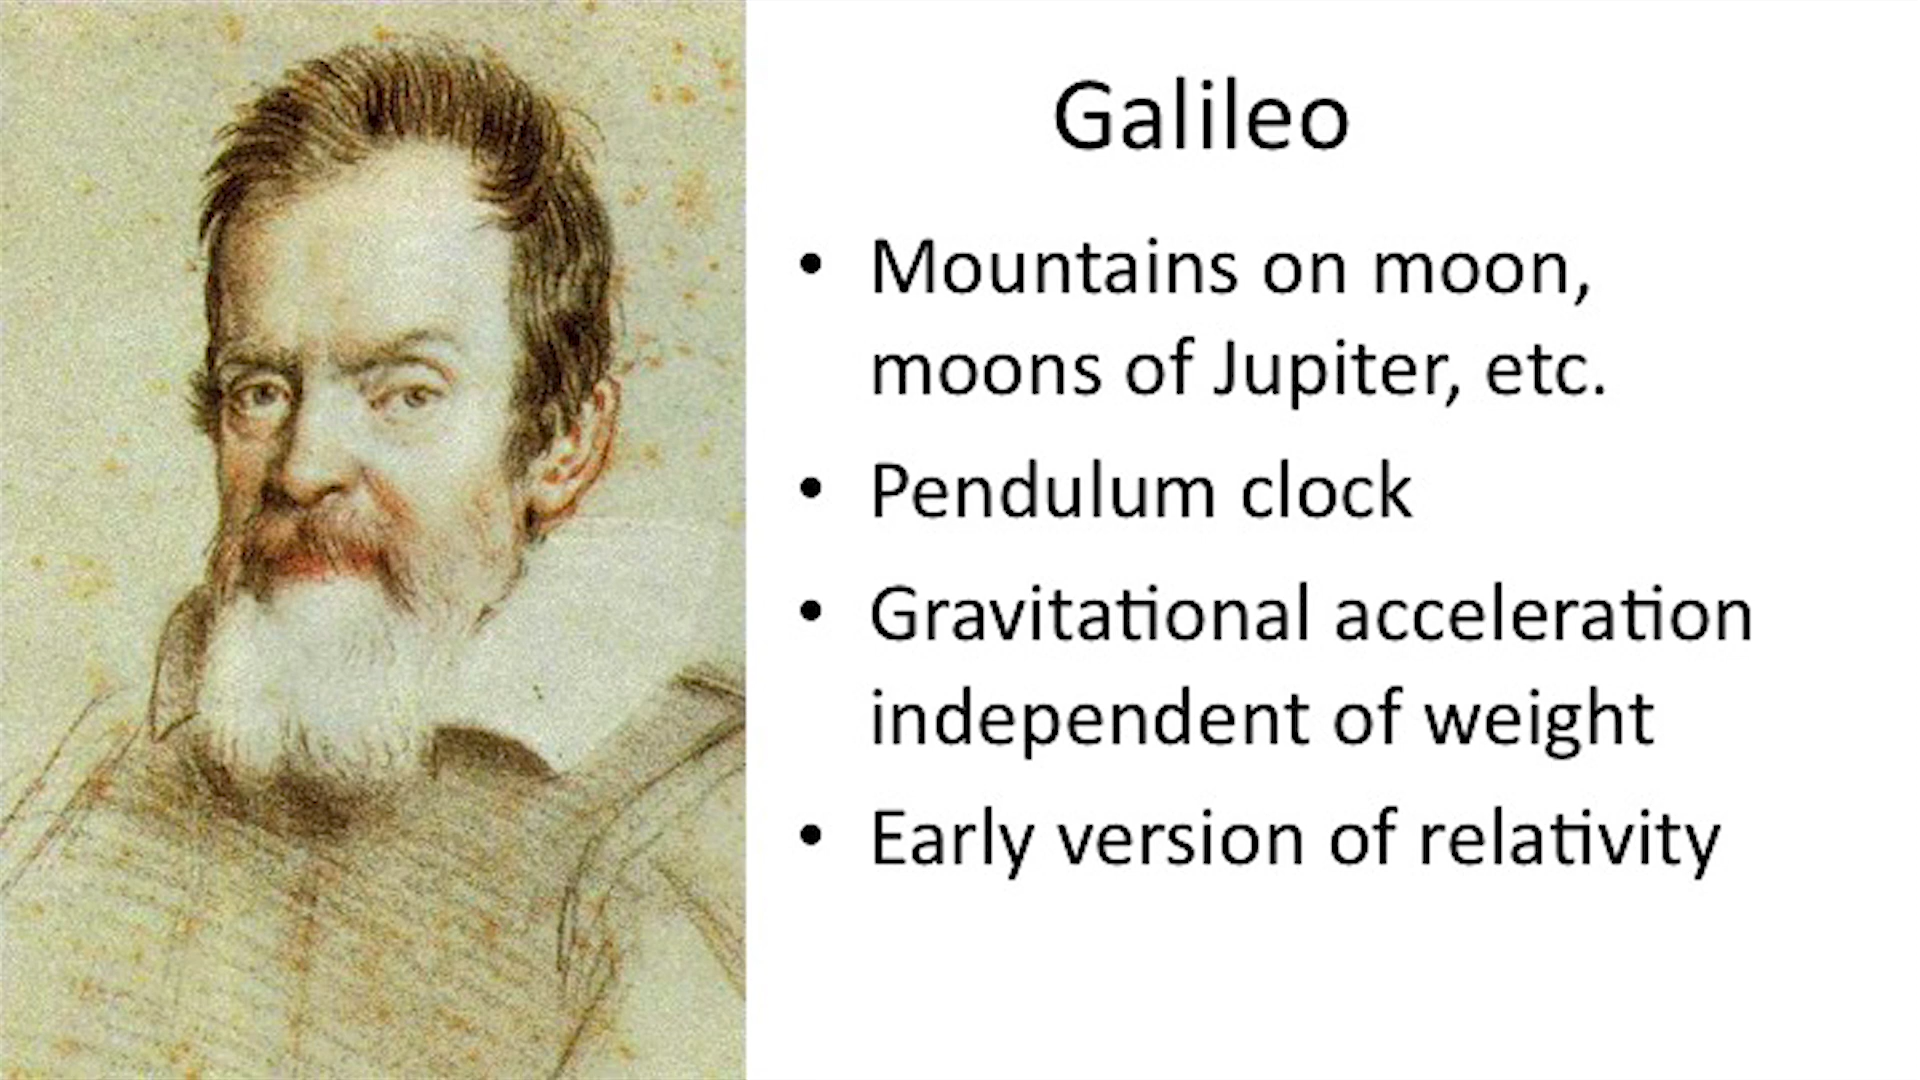 Galileo
• Mountains on moon,
moons of Jupiter, etc.
• Pendulum clock
• Gravitational acceleration
independent of weight
• Early version of relativity